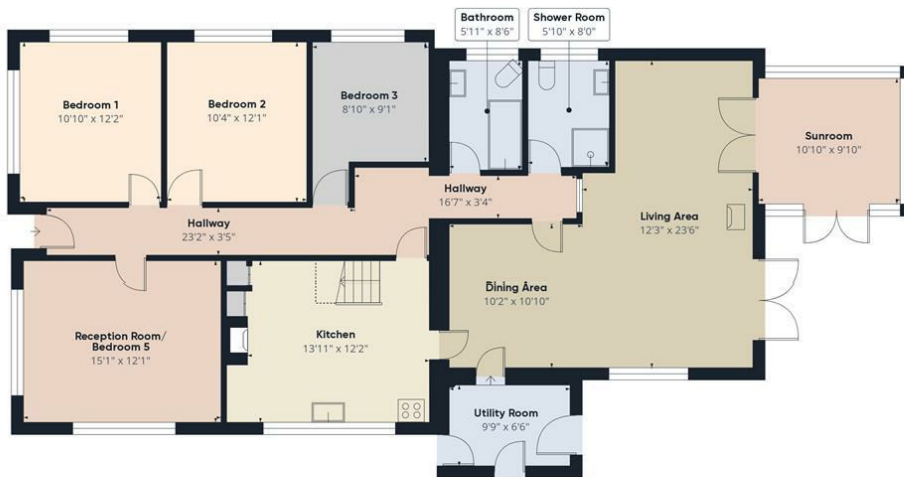 Bathroom
5'11" x 8'6"
Shower Room
5'10" x 8'0"
Bedroom 1
10'10" x 12'2"
Bedroom 2
10'4" x 12'1"
Bedroom 3
8'10" x 9'1"
Sunroom
10'10" x 9'10"
Hallway
16'7" x 3'4"
Hallway
23'2" x 3'5"
Living Area
12'3" x 23'6"
Dining Area
10'2" x 10'10"
Reception Room/
Bedroom 5
15'1" x 12'1"
Kitchen
13'11" x 12'2"
Utility Room
9'9" x 6'6"